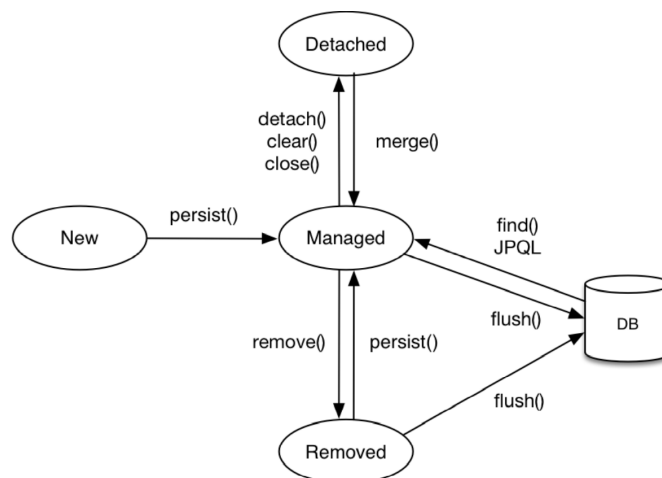 Detached
detach()
clear()
close()
merge()
persist()
New
Managed
find()
JPQL
flush()
DB
remove()
persist()
flush()
Removed